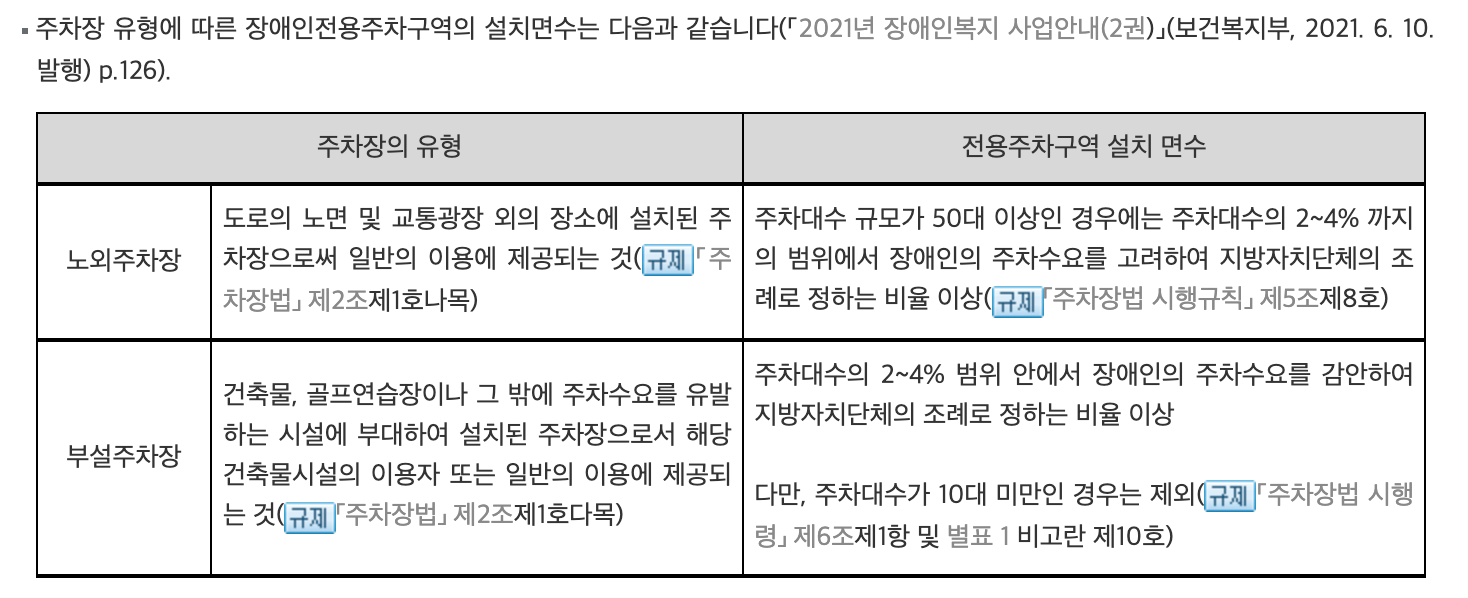 ▪ 주차장 유형에 따른 장애인전용주차구역의 설치면수는 다음과 같습니다(「2021년 장애인복지 사업안내(2권)」(보건복지부, 2021. 6. 10.
발행) p.126).
주차장의 유형
전용주차구역 설치 면수
노외주차장
도로의 노면 및 교통광장 외의 장소에 설치된 주
차장으로써 일반의 이용에 제공되는 것(규제「주
차장법」 제2조제1호나목)
주차대수 규모가 50대 이상인 경우에는 주차대수의 2~4% 까지
의 범위에서 장애인의 주차수요를 고려하여 지방자치단체의 조
례로 정하는 비율 이상(규제「주차장법 시행규칙」 제5조제8호)
부설주차장
건축물, 골프연습장이나 그 밖에 주차수요를 유발
하는 시설에 부대하여 설치된 주차장으로서 해당
건축물시설의 이용자 또는 일반의 이용에 제공되
는 것(규제「주차장법」 제2조제1호다목)
주차대수의 2~4% 범위 안에서 장애인의 주차수요를 감안하여
지방자치단체의 조례로 정하는 비율 이상
다만, 주차대수가 10대 미만인 경우는 제외(규제「주차장법 시행
령」 제6조제1항 및 별표 1 비고란 제10호)